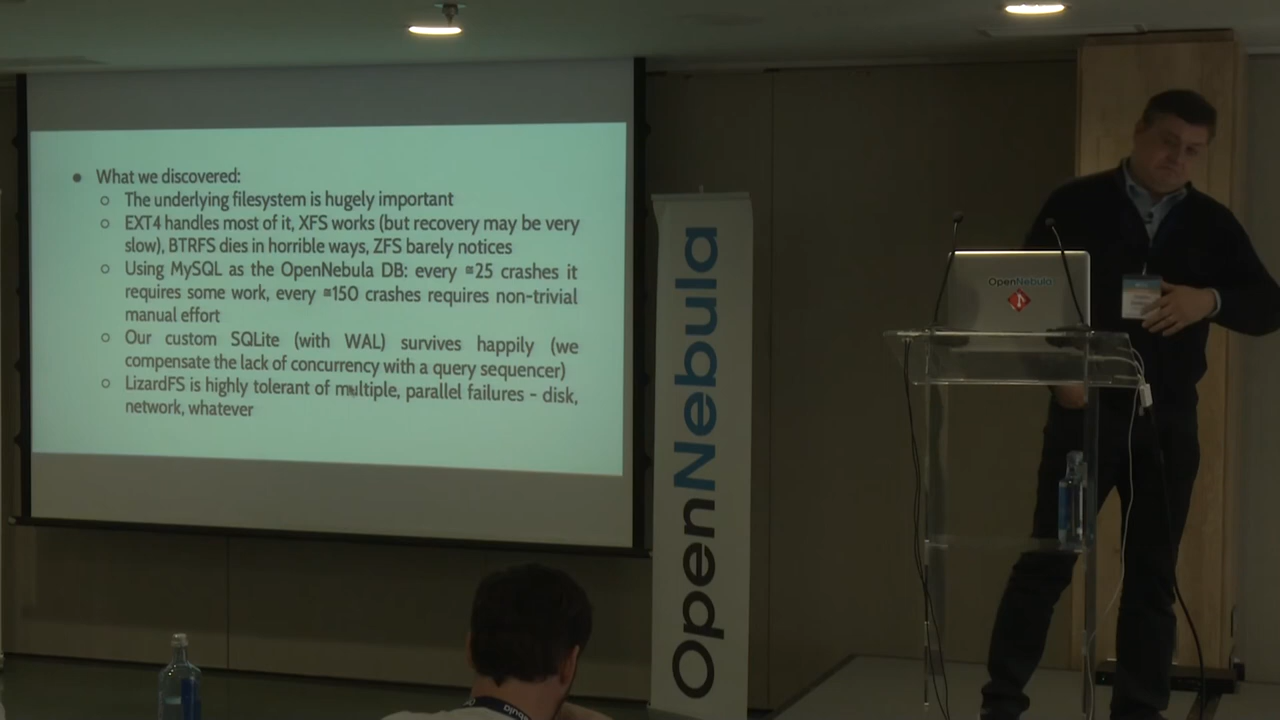 ● What we discovered:
○ The underlying filesystem is hugely important
○ EXT4 handles most of it, XFS works (but recovery may be very
slow), BTRFS dies in horrible ways, ZFS barely notices
○ Using MySQL as the OpenNebula DB: every ≅25 crashes it
requires some work, every ≅150 crashes requires non-trivial
manual effort
○ Our custom SQLite (with WAL) survives happily (we
compensate the lack of concurrency with a query sequencer)
○ LizardFS is highly tolerant of multiple, parallel failures - disk,
network, whatever
OpenNebula
OpenNebula
nebula